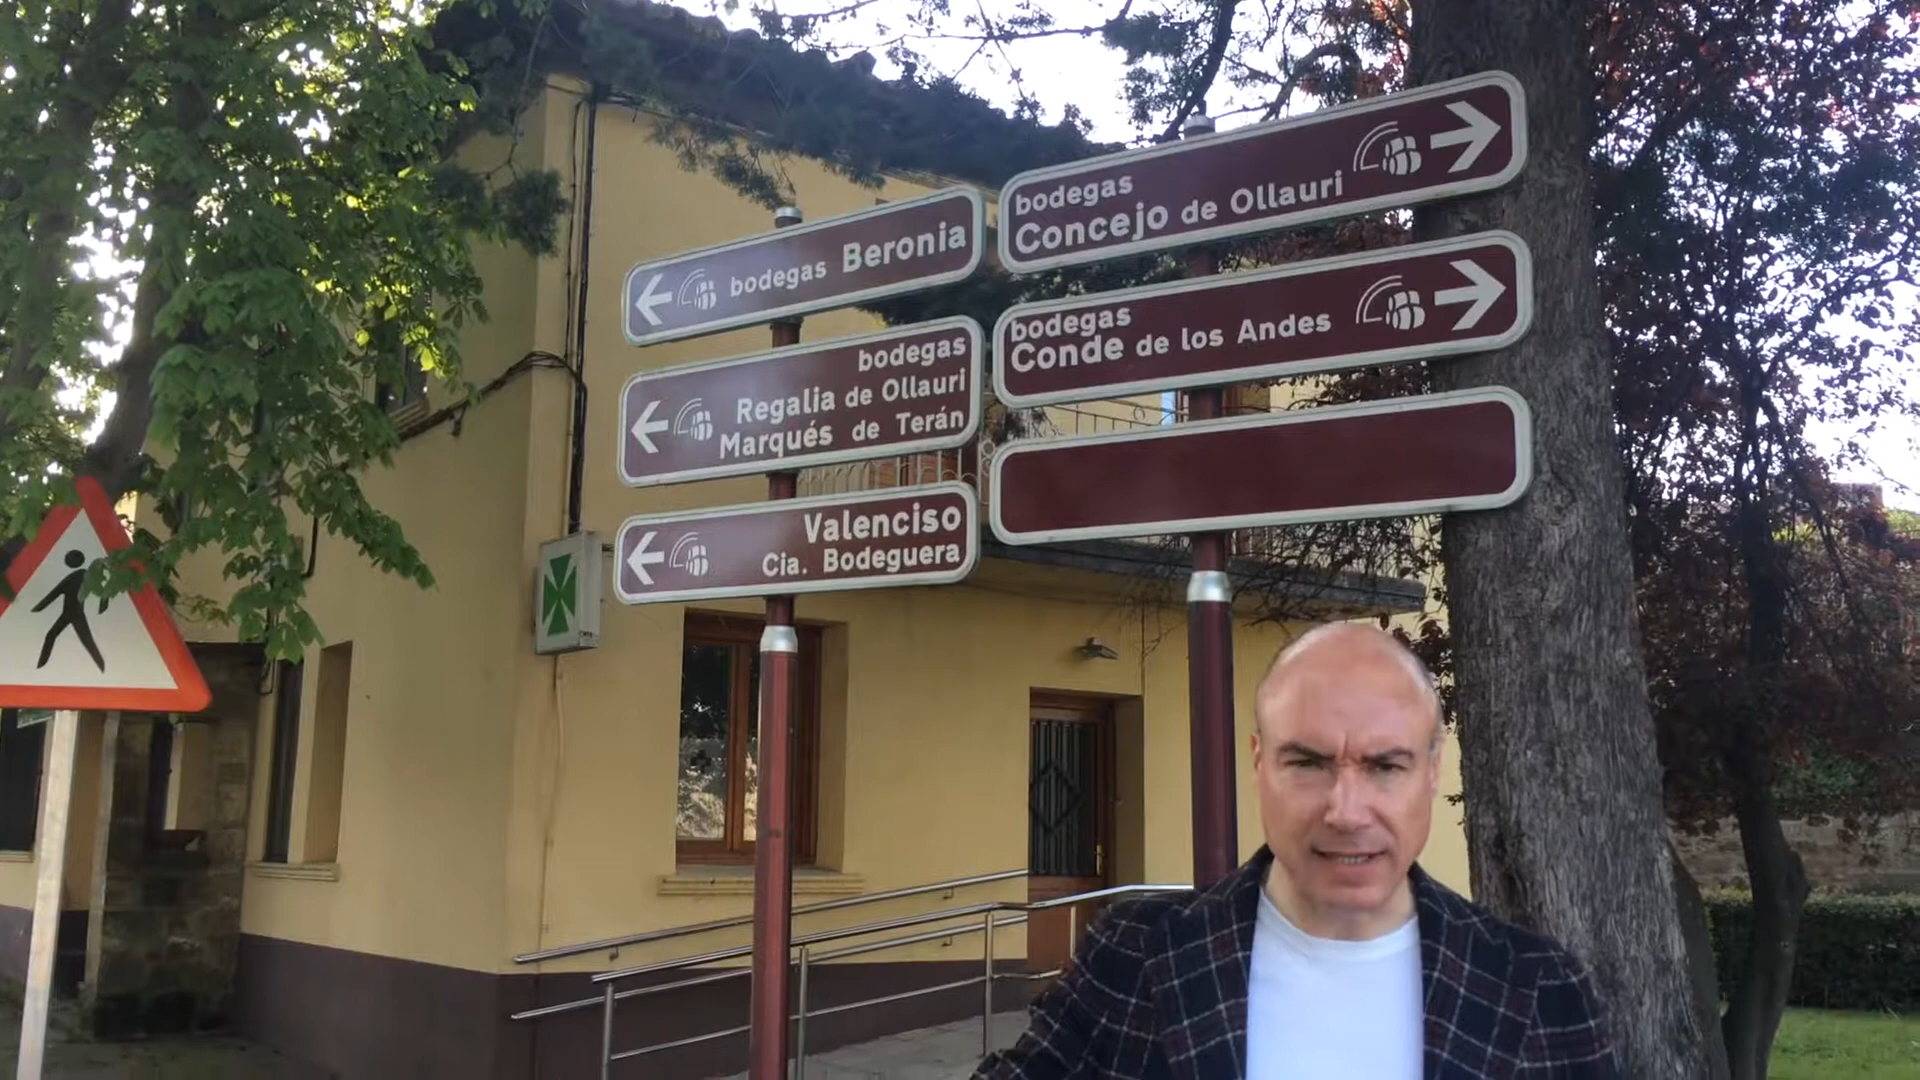 bodegas Beronia
bodegas
Regalia de Ollauri
Marqués de Terán
Valenciso
Cia. Bodeguera
bodegas
Concejo de Ollauri
bodegas
Conde de los Andes